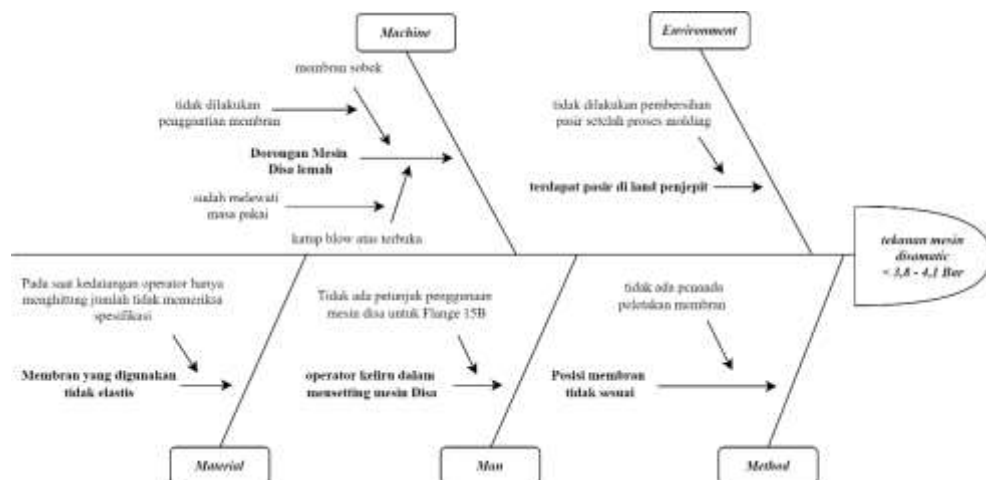 Machine
Environment
membran sobek
tidak dilakukan
penggantian membran
Dorongan Mesin
Disa lemah
sudah melewati
masa pakai
katup blow atas terbuka
tidak dilakukan pembersihan
pasir setelah proses molding
terdapat pasir di land penjepit
tekanan mesin
disamatic
< 3,8 - 4,1 Bar
Pada saat kedatangan operator hanya
menghitung jumlah tidak memeriksa
spesifikasi
Membran yang digunakan
tidak elastis
Tidak ada petunjuk penggunaan
mesin disa untuk Flange 15B
operator keliru dalam
mensetting mesin Disa
tidak ada penanda
peletakan membran
Posisi membran
tidak sesuai
Material
Man
Method